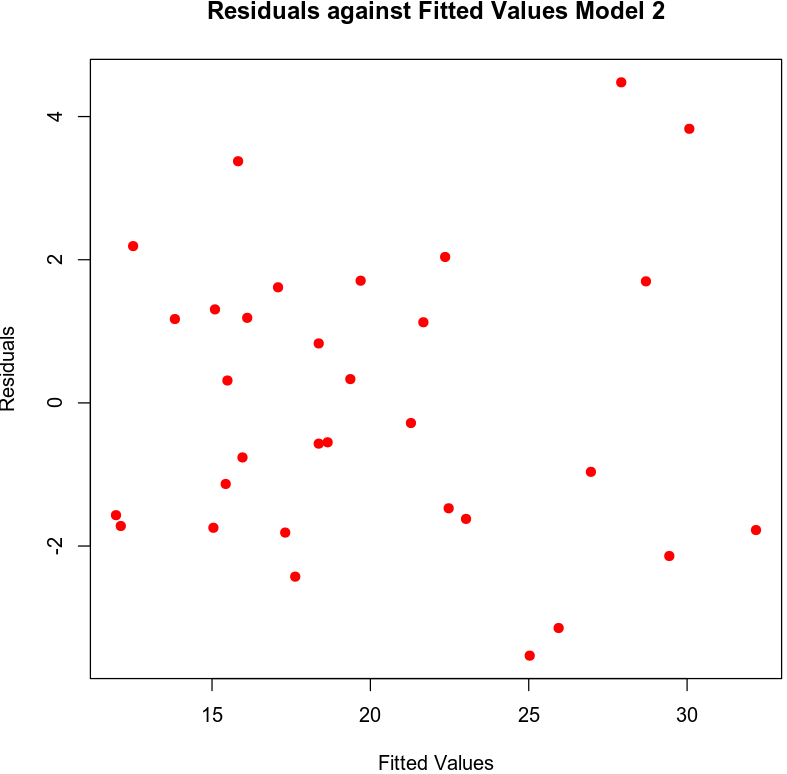 Residuals against Fitted Values Model 2
4
2
0
-2
Residuals
15 20 25 30
Fitted Values